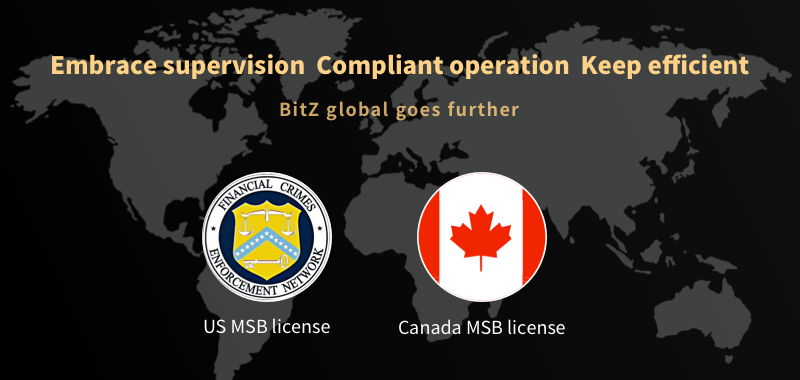 Embrace supervision Compliant operation Keep efficient
BitZ global goes further
FINANCIAL CRIMES
ENFORCEMENT NETWORK
US MSB license
Canada MSB license